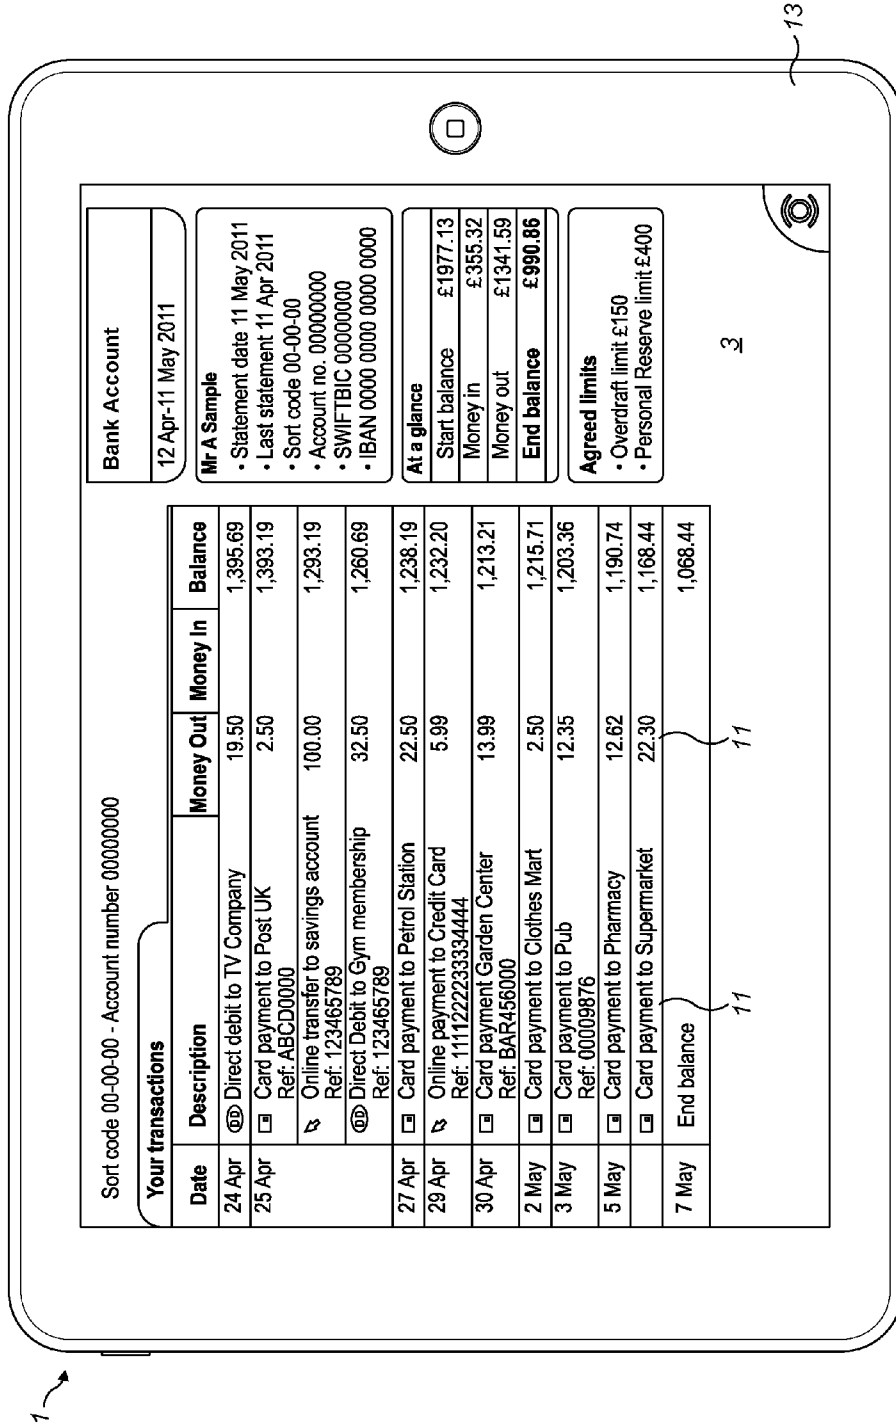 Sort code 00-00-00 - Account number 00000000
Your transactions
Date Description Money Out Money In Balance
24 Apr DD Direct debit to TV Company 19.50 1,395.69
25 Apr Card payment to Post UK 2.50 1,393.19
Ref: ABCD0000
Online transfer to savings account 100.00 1,293.19
Ref: 123465789
DD Direct Debit to Gym membership 32.50 1,260.69
Ref: 123465789
27 Apr Card payment to Petrol Station 22.50 1,238.19
29 Apr Online payment to Credit Card 5.99 1,232.20
Ref: 1111222233334444
30 Apr Card payment Garden Center 13.99 1,213.21
Ref: BAR456000
2 May Card payment to Clothes Mart 2.50 1,215.71
3 May Card payment to Pub 12.35 1,203.36
Ref: 00009876
5 May Card payment to Pharmacy 12.62 1,190.74
Card payment to Supermarket 22.30 1,168.44
7 May End balance 1,068.44
Bank Account
12 Apr-11 May 2011
Mr A Sample
• Statement date 11 May 2011
• Last statement 11 Apr 2011
• Sort code 00-00-00
• Account no. 00000000
• SWIFTBIC 00000000
• IBAN 0000 0000 0000 0000
At a glance
Start balance £1977.13
Money in £355.32
Money out £1341.59
End balance £990.86
Agreed limits
• Overdraft limit £150
• Personal Reserve limit £400
1
11
11
3
13